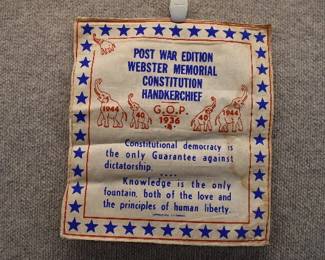 POST WAR EDITION
WEBSTER MEMORIAL
CONSTITUTION
HANDKERCHIEF
1944 40 G.O.P. 40 1944
1936
Constitutional democracy is
the only Guarantee against
dictatorship.
....
Knowledge is the only
fountain, both of the love and
the principles of human liberty.